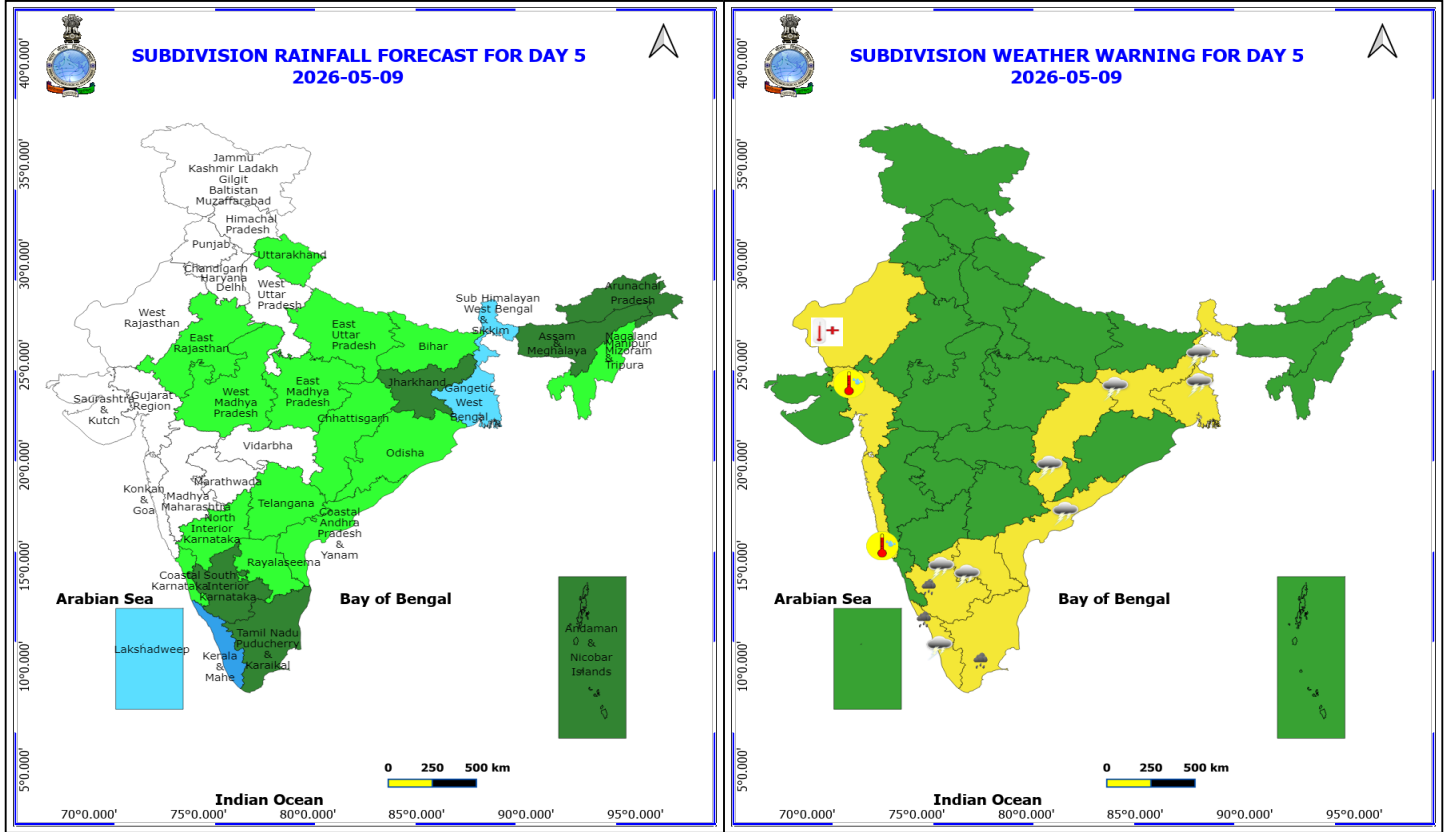 SUBDIVISION RAINFALL FORECAST FOR DAY 5
2026-05-09
40°0.000'
35°0.000'
30°0.000'
25°0.000'
20°0.000'
15°0.000'
10°0.000'
5°0.000'
Jammu
Kashmir Ladakh
Gilgit
Baltistan
Muzaffarabad
Himachal
Pradesh
Punjab
Uttarakhand
Chandigarh
Haryana
Delhi
West
Uttar
Pradesh
West
Rajasthan
East
Rajasthan
East
Uttar
Pradesh
Bihar
Sub Himalayan
West Bengal
&
Sikkim
Arunachal
Pradesh
Assam
&
Meghalaya
Nagaland
Manipur
Mizoram
&
Tripura
Saurashtra
&
Kutch
Gujarat
Region
West
Madhya
Pradesh
East
Madhya
Pradesh
Jharkhand
Gangetic
West
Bengal
Chhattisgarh
Vidarbha
Odisha
Konkan
&
Goa
Madhya
Maharashtra
Marathwada
Telangana
North
Interior
Karnataka
Coastal
Andhra
Pradesh
&
Yanam
Rayalaseema
Coastal
Karnataka
South
Interior
Karnataka
Arabian Sea
Bay of Bengal
Lakshadweep
Kerala
&
Mahe
Tamil Nadu
Puducherry
&
Karaikal
Andaman
&
Nicobar
Islands
0 250 500 km
Indian Ocean
70°0.000' 75°0.000' 80°0.000' 85°0.000' 90°0.000' 95°0.000'
SUBDIVISION WEATHER WARNING FOR DAY 5
2026-05-09
40°0.000'
35°0.000'
30°0.000'
25°0.000'
20°0.000'
15°0.000'
10°0.000'
5°0.000'
Arabian Sea
Bay of Bengal
0 250 500 km
Indian Ocean
70°0.000' 75°0.000' 80°0.000' 85°0.000' 90°0.000' 95°0.000'